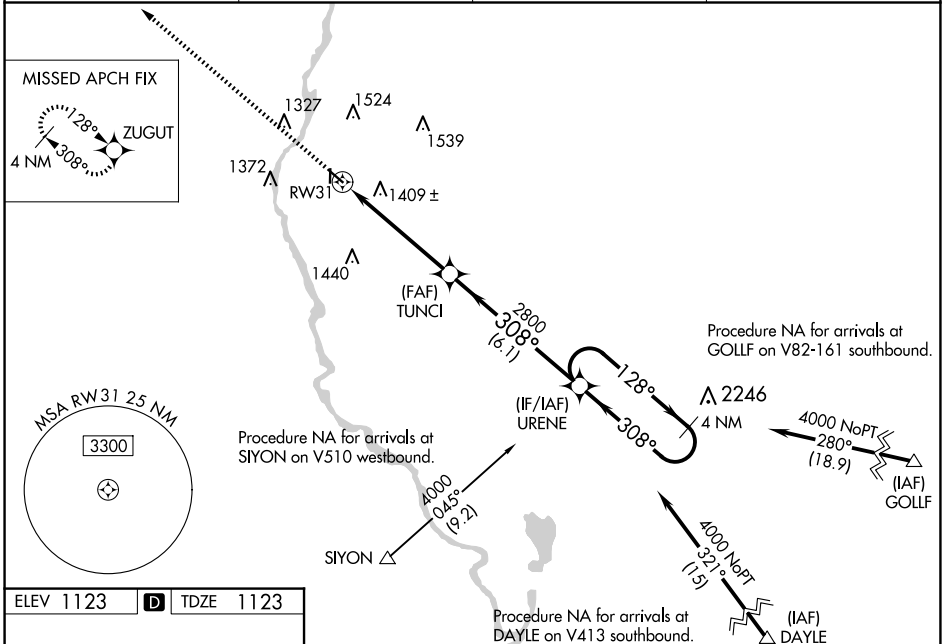 MISSED APCH FIX
128°
ZUGUT
4 NM
308°
1327
1524
1539
1372
RW31
1409 ±
1440
(FAF)
TUNCI
2800
308°
(6.1)
Procedure NA for arrivals at
GOLLF on V82-161 southbound.
128°
2246
4 NM
(IF/IAF)
URENE
308°
4000 NoPT
280°
(18.9)
(IAF)
GOLLF
MSA RW31 25 NM
3300
Procedure NA for arrivals at
SIYON on V510 westbound.
4000
045°
(9.2)
SIYON
4000 NoPT
321°
(15)
(IAF)
DAYLE
Procedure NA for arrivals at
DAYLE on V413 southbound.
ELEV 1123 D TDZE 1123